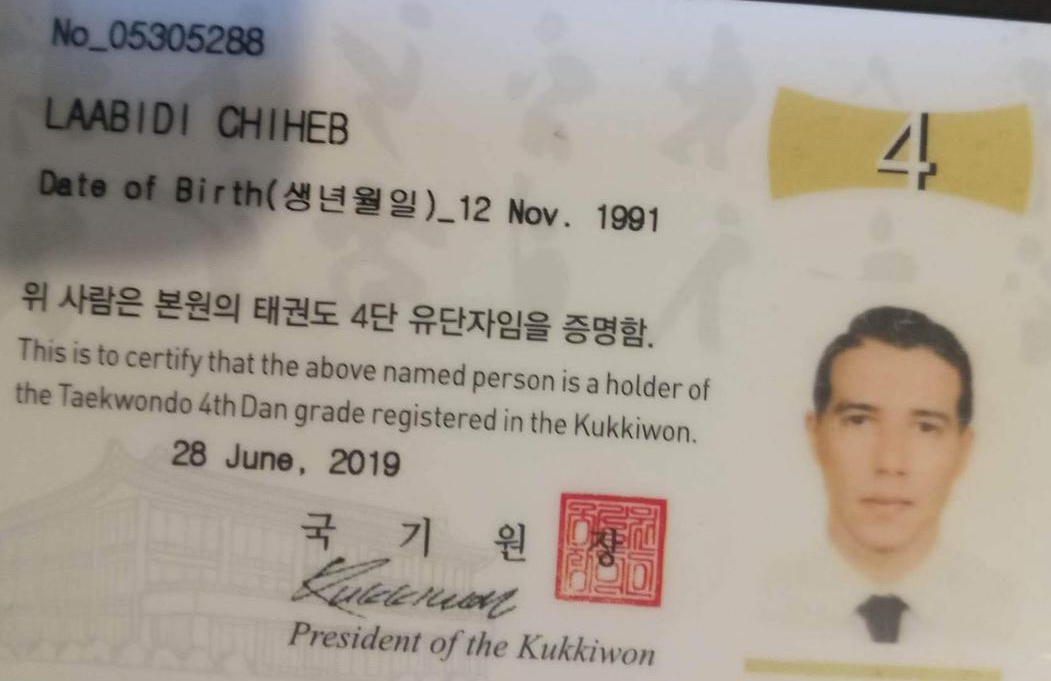 No_05305288
LAABIDI CHIHEB
4
Date of Birth(생년월일)_12 Nov. 1991
위 사람은 본원의 태권도 4단 유단자임을 증명함.
This is to certify that the above named person is a holder of
the Taekwondo 4th Dan grade registered in the Kukkiwon.
28 June, 2019
국 기 원 장
Kukkiwon
President of the Kukkiwon